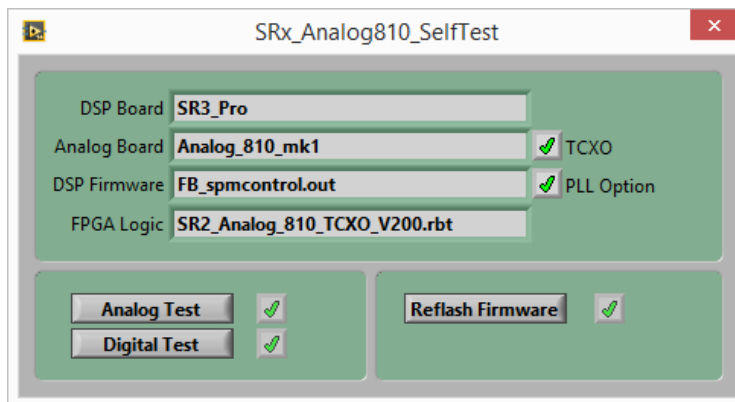 SRx_Analog810_SelfTest
DSP Board SR3_Pro
Analog Board Analog_810_mk1 TCXO
DSP Firmware FB_spmcontrol.out PLL Option
FPGA Logic SR2_Analog_810_TCXO_V200.rbt
Analog Test Reflash Firmware
Digital Test